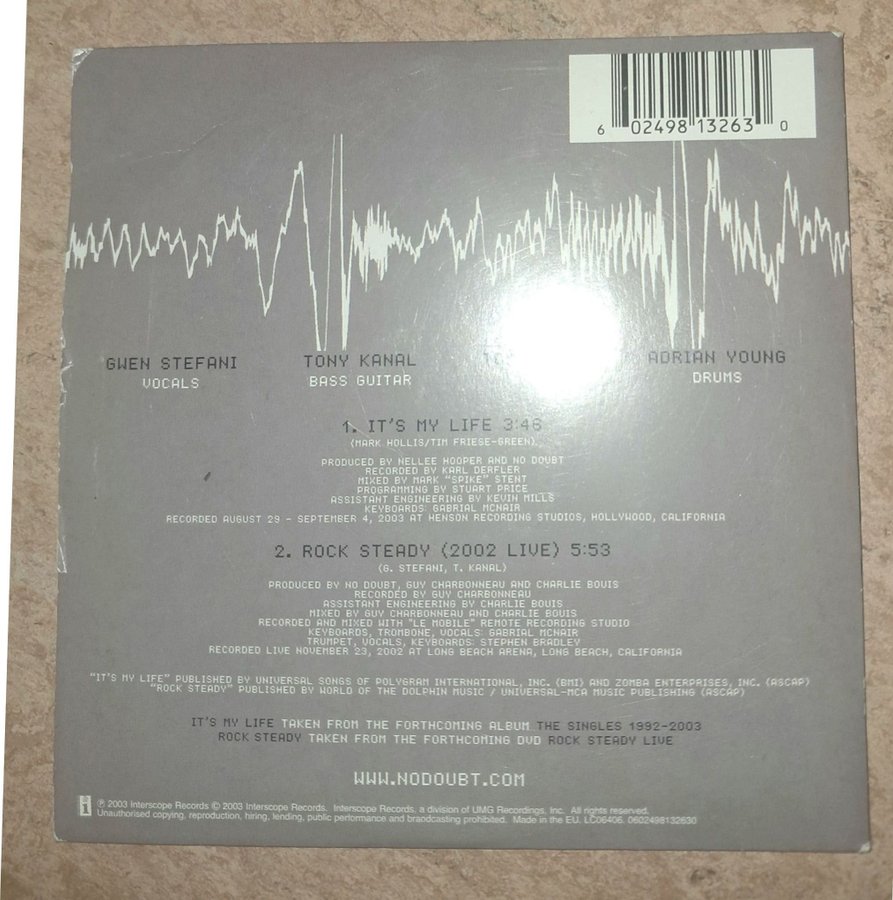 6 02498 13263 0
GWEN STEFANI TONY KANAL ADRIAN YOUNG
VOCALS BASS GUITAR DRUMS
1. IT'S MY LIFE 3:46
(MARK HOLLIS/TIM FRIESE-GREEN)
PRODUCED BY NELLEE HOOPER AND NO DOUBT
RECORDED BY KARL DERFLER
MIXED BY MARK "SPIKE" STENT
PROGRAMMING BY STUART PRICE
ASSISTANT ENGINEERING BY KEVIN MILLS
KEYBOARDS: GABRIAL MCNAIR
RECORDED AUGUST 29 - SEPTEMBER 4, 2003 AT HENSON RECORDING STUDIOS, HOLLYWOOD, CALIFORNIA
2. ROCK STEADY (2002 LIVE) 5:53
(G. STEFANI, T. KANAL)
PRODUCED BY NO DOUBT, GUY CHARBONNEAU AND CHARLIE BOUIS
RECORDED BY GUY CHARBONNEAU
ASSISTANT ENGINEERING BY CHARLIE BOUIS
MIXED BY GUY CHARBONNEAU AND CHARLIE BOUIS
RECORDED AND MIXED WITH "LE MOBILE" REMOTE RECORDING STUDIO
KEYBOARDS, TROMBONE, VOCALS: GABRIAL MCNAIR
TRUMPET, VOCALS, KEYBOARDS: STEPHEN BRADLEY
RECORDED LIVE NOVEMBER 23, 2002 AT LONG BEACH ARENA, LONG BEACH, CALIFORNIA
"IT'S MY LIFE" PUBLISHED BY UNIVERSAL SONGS OF POLYGRAM INTERNATIONAL, INC. (BMI) AND ZOMBA ENTERPRISES, INC. (ASCAP)
"ROCK STEADY" PUBLISHED BY WORLD OF THE DOLPHIN MUSIC / UNIVERSAL-MCA MUSIC PUBLISHING (ASCAP)
IT'S MY LIFE TAKEN FROM THE FORTHCOMING ALBUM THE SINGLES 1992-2003
ROCK STEADY TAKEN FROM THE FORTHCOMING DVD ROCK STEADY LIVE
WWW.NODOUBT.COM
℗ 2003 Interscope Records © 2003 Interscope Records. Interscope Records, a division of UMG Recordings, Inc. All rights reserved.
Unauthorised copying, reproduction, hiring, lending, public performance and brandcasting prohibited. Made in the EU. LC06406. 0602498132630